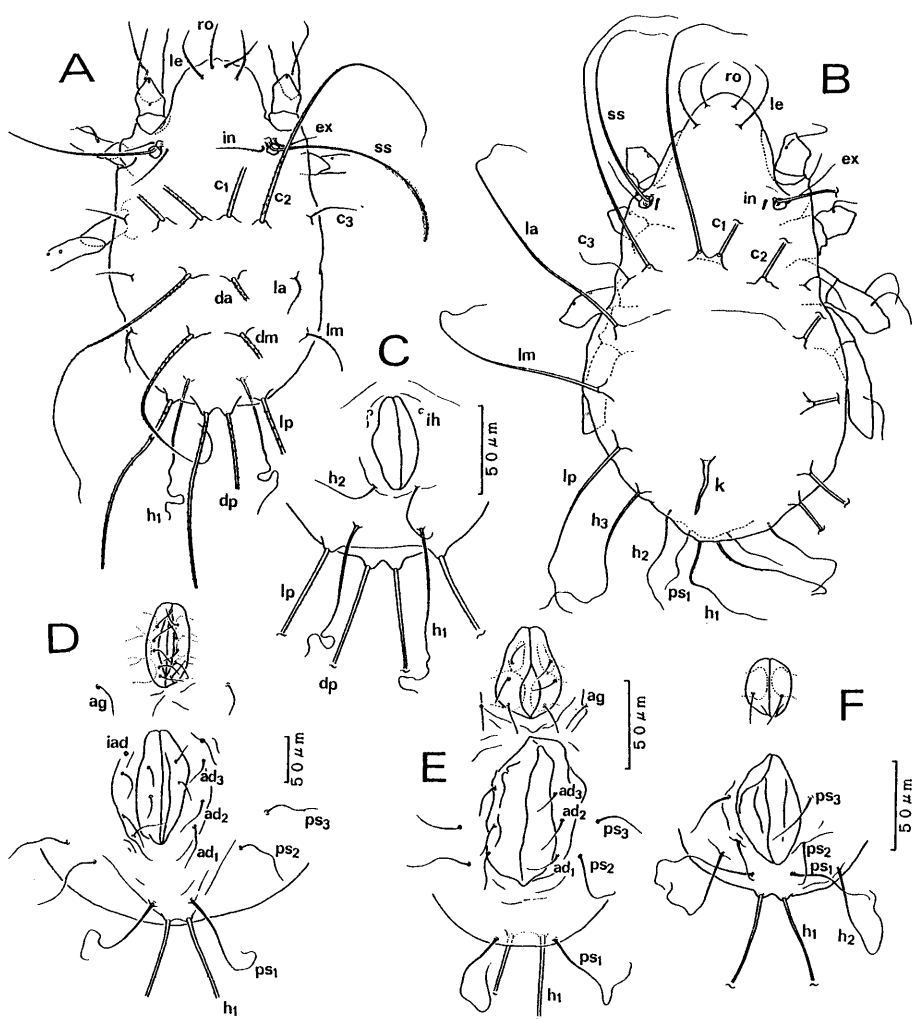 A
ro
le
in
ex
ss
c1
c2
c3
da
la
dm
lm
lp
h1
dp
B
ro
le
ss
ex
in
c1
c2
c3
la
lm
lp
k
h3
h2
ps1
h1
C
ih
h2
50 µm
lp
h1
dp
D
ag
iad
ad3
ad2
ad1
ps3
ps2
ps1
h1
50 µm
E
ag
50 µm
ad3
ad2
ad1
ps3
ps2
ps1
h1
F
ps3
ps2
ps1
h1
h2
50 µm